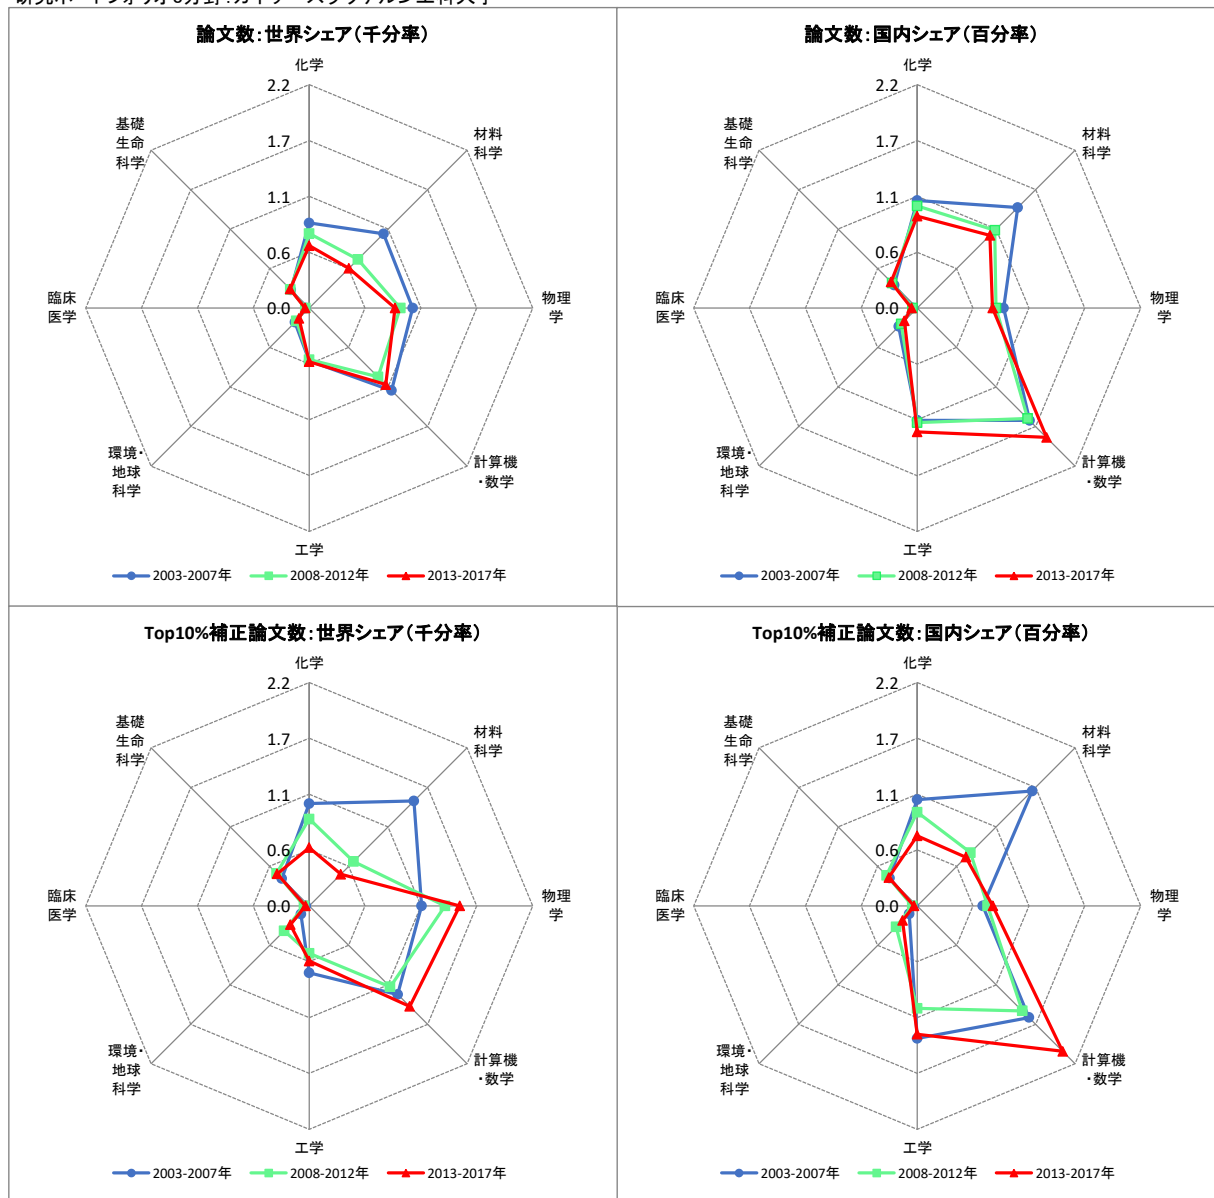 論文数:世界シェア(千分率)
化学
2.2
1.7
1.1
0.6
0.0
材料
科学
物理
学
計算機
・数学
工学
環境・
地球
科学
臨床
医学
基礎
生命
科学
2003-2007年 2008-2012年 2013-2017年
論文数:国内シェア(百分率)
化学
2.2
1.7
1.1
0.6
0.0
材料
科学
物理
学
計算機
・数学
工学
環境・
地球
科学
臨床
医学
基礎
生命
科学
2003-2007年 2008-2012年 2013-2017年
Top10%補正論文数:世界シェア(千分率)
化学
2.2
1.7
1.1
0.6
0.0
材料
科学
物理
学
計算機
・数学
工学
環境・
地球
科学
臨床
医学
基礎
生命
科学
2003-2007年 2008-2012年 2013-2017年
Top10%補正論文数:国内シェア(百分率)
化学
2.2
1.7
1.1
0.6
0.0
材料
科学
物理
学
計算機
・数学
工学
環境・
地球
科学
臨床
医学
基礎
生命
科学
2003-2007年 2008-2012年 2013-2017年